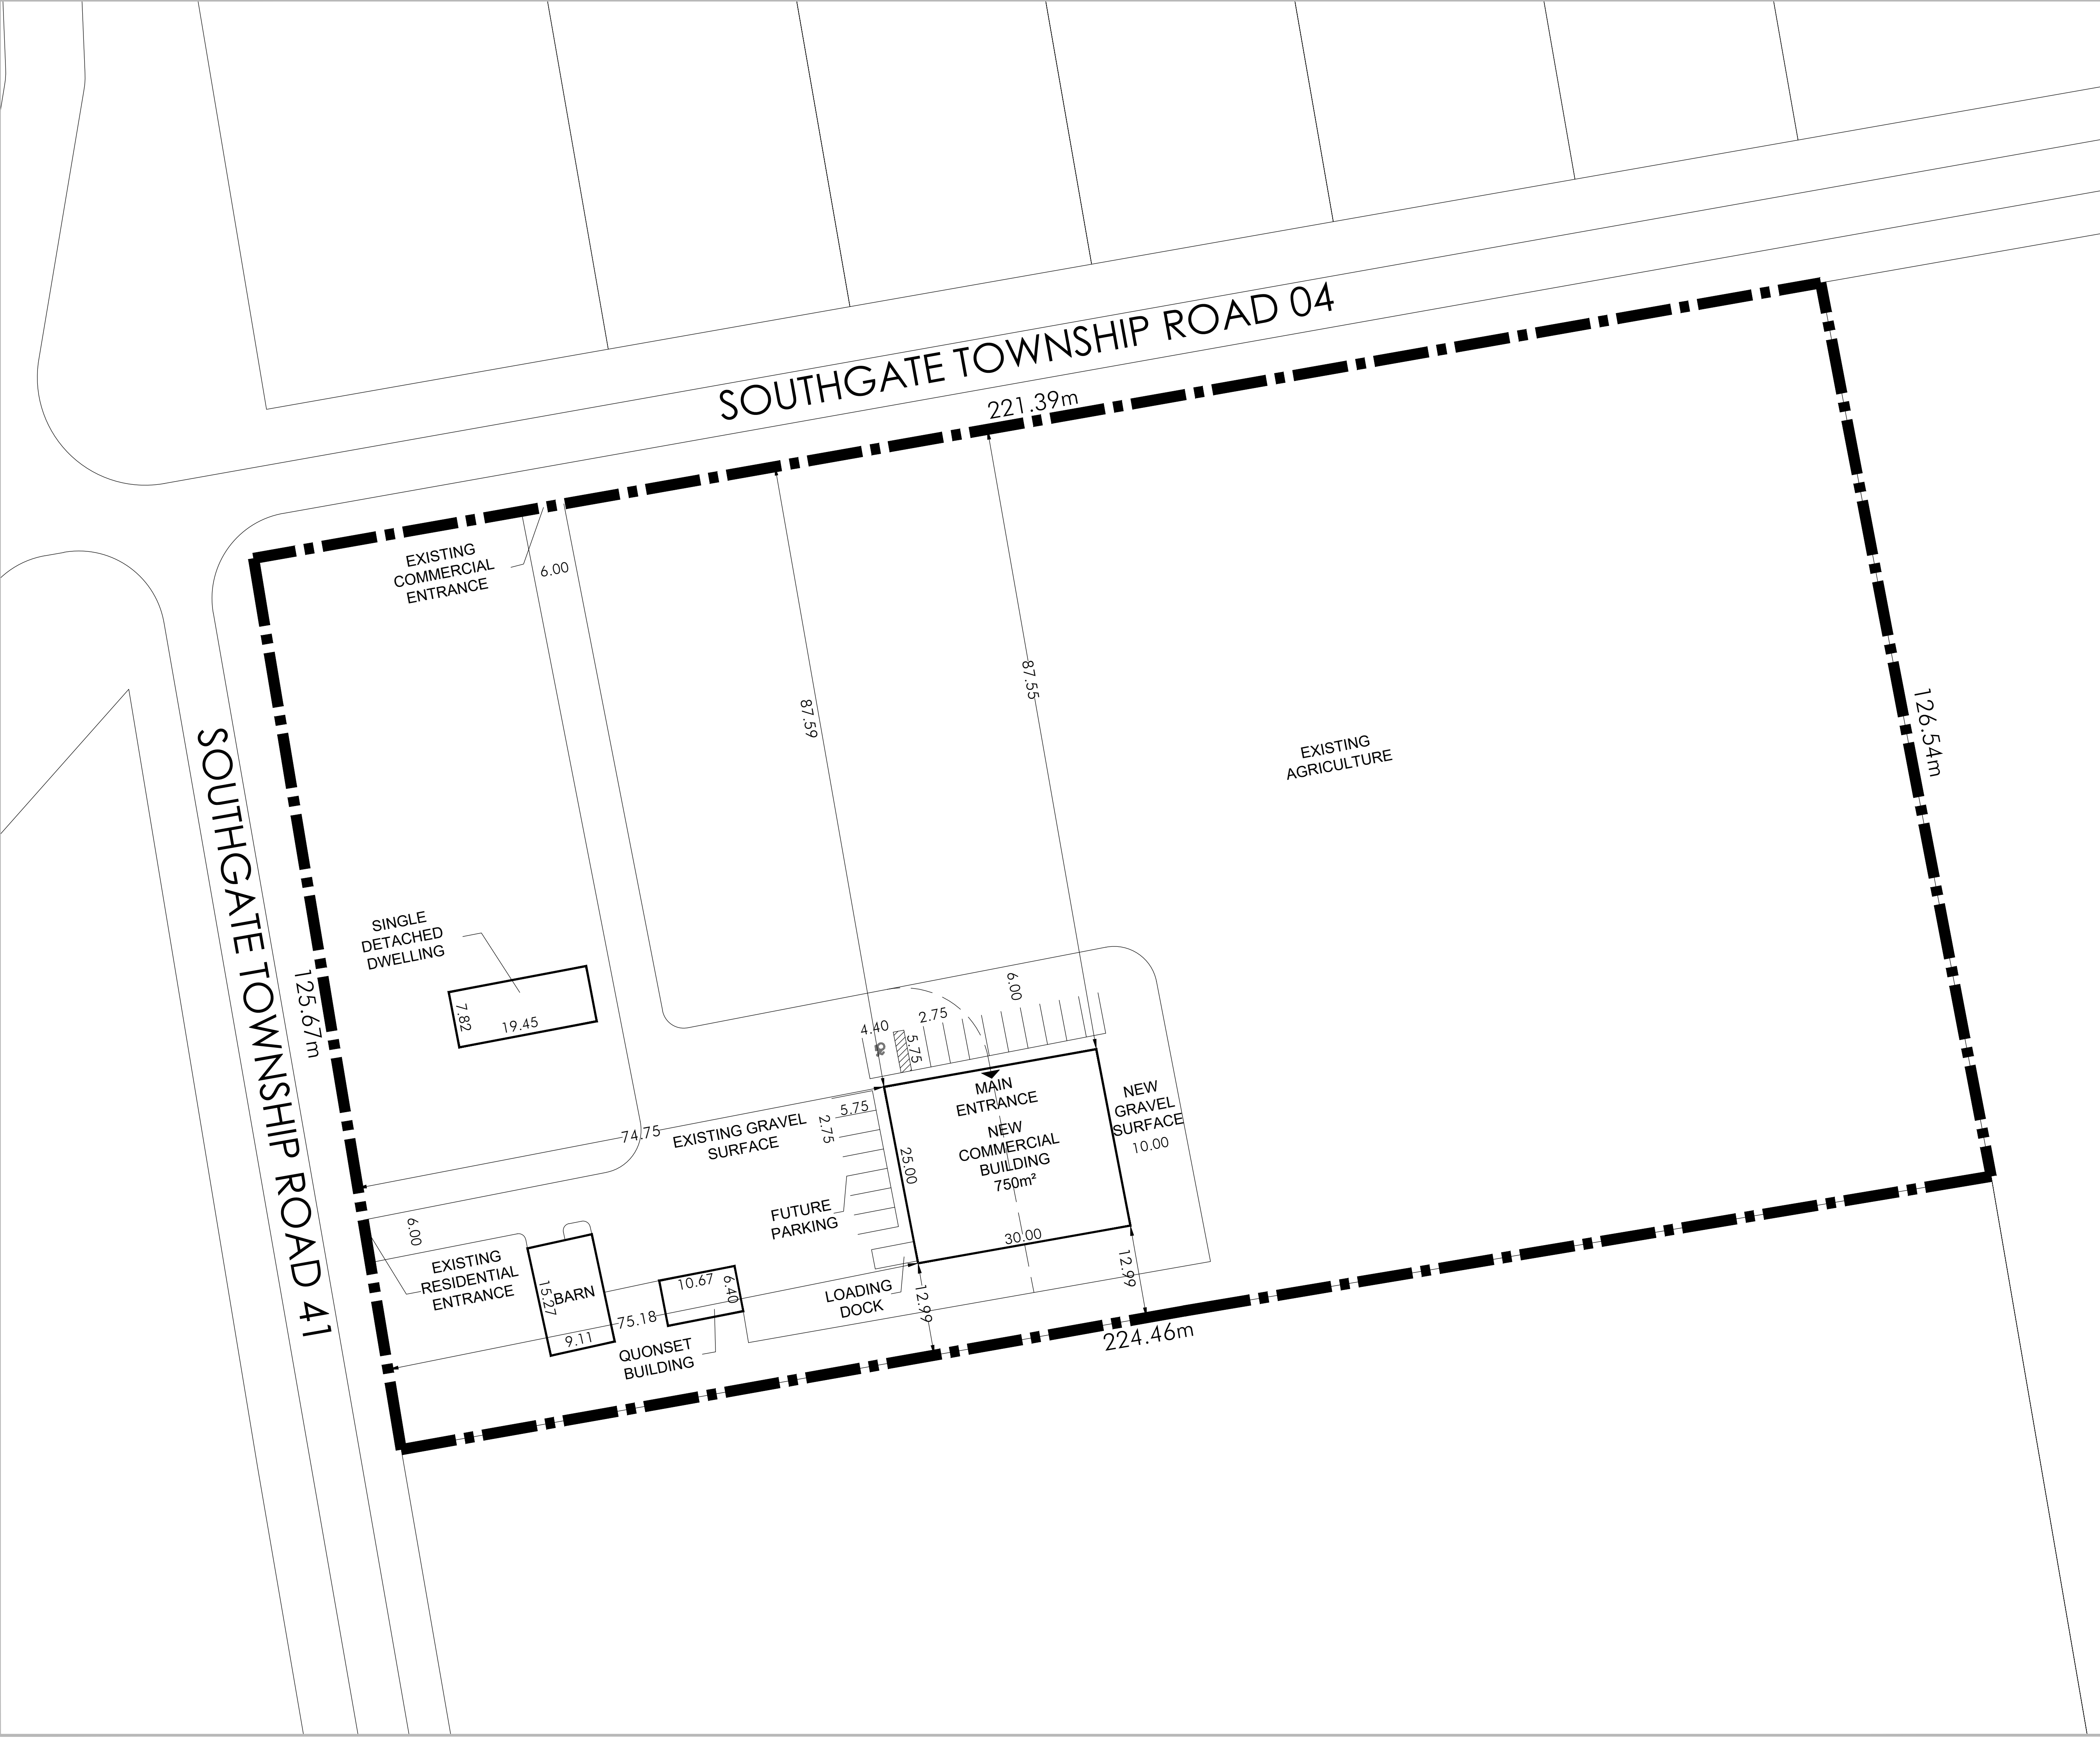 SOUTHGATE TOWNSHIP ROAD 04
221.39m
EXISTING
COMMERCIAL
ENTRANCE
6.00
87.59
87.55
EXISTING
AGRICULTURE
126.54m
SOUTHGATE TOWNSHIP ROAD 41
125.67m
SINGLE
DETACHED
DWELLING
7.82
19.45
4.40
5.75
2.75
6.00
MAIN
ENTRANCE
NEW
COMMERCIAL
BUILDING
750m²
25.00
30.00
NEW
GRAVEL
SURFACE
10.00
74.75
EXISTING GRAVEL
SURFACE
5.75
2.75
FUTURE
PARKING
6.00
EXISTING
RESIDENTIAL
ENTRANCE
BARN
15.27
9.11
75.18
10.67
6.40
QUONSET
BUILDING
LOADING
DOCK
12.99
12.99
224.46m